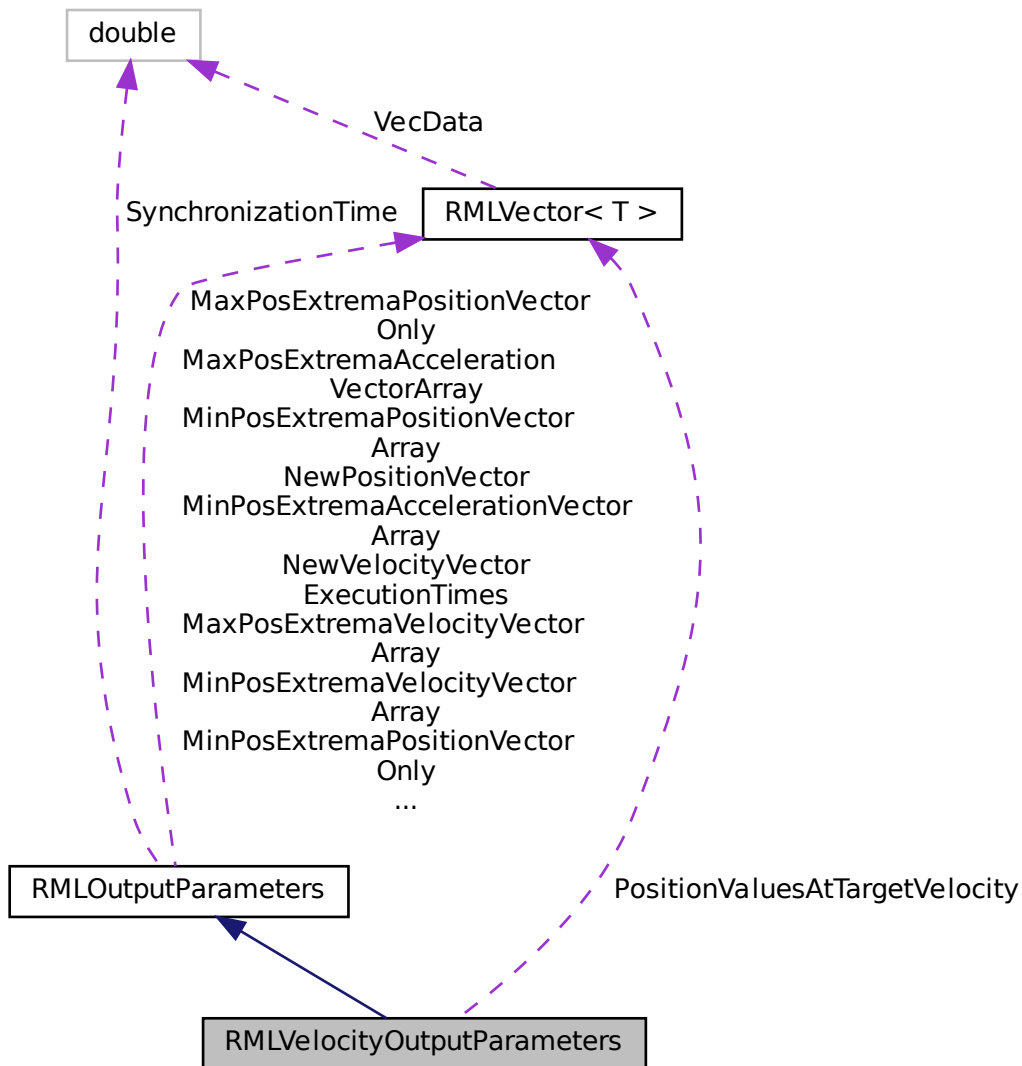 double
VecData
SynchronizationTime
RMLVector< T >
MaxPosExtremaPositionVector
Only
MaxPosExtremaAcceleration
VectorArray
MinPosExtremaPositionVector
Array
NewPositionVector
MinPosExtremaAccelerationVector
Array
NewVelocityVector
ExecutionTimes
MaxPosExtremaVelocityVector
Array
MinPosExtremaVelocityVector
Array
MinPosExtremaPositionVector
Only
...
RMLOutputParameters
PositionValuesAtTargetVelocity
RMLVelocityOutputParameters